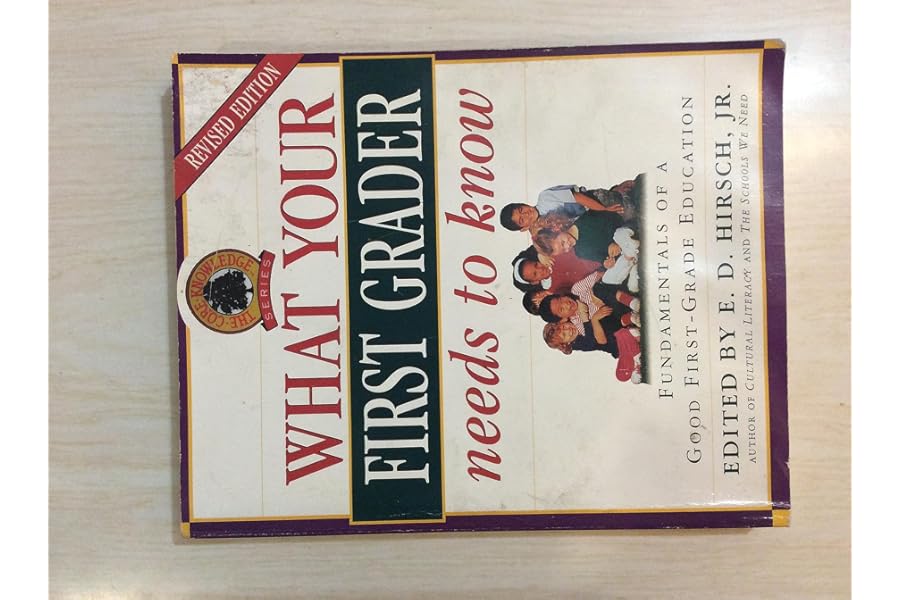 REVISED EDITION
THE·CORE·KNOWLEDGE
SERIES
WHAT YOUR
FIRST GRADER
needs to know
FUNDAMENTALS OF A
GOOD FIRST-GRADE EDUCATION
EDITED BY E. D. HIRSCH, JR.
AUTHOR OF CULTURAL LITERACY AND THE SCHOOLS WE NEED